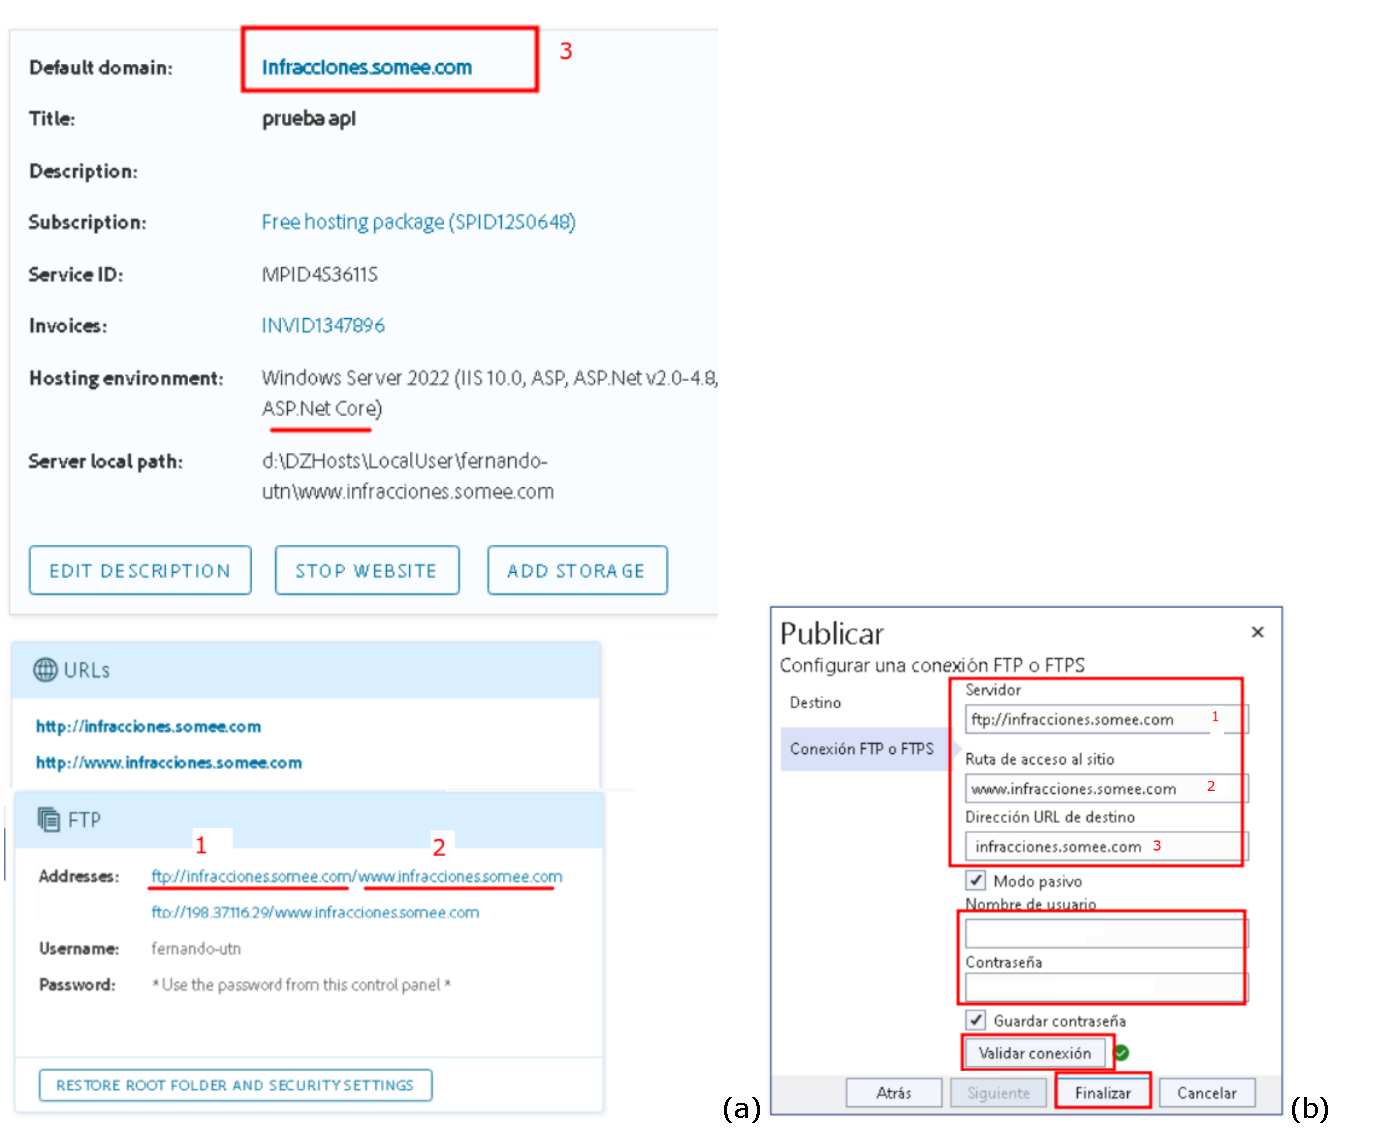 Default domain: infracciones.somee.com 3
Title: prueba api
Description:
Subscription: Free hosting package (SPID1250648)
Service ID: MPID453611S
Invoices: INVID1347896
Hosting environment: Windows Server 2022 (IIS 10.0, ASP, ASP.Net v2.0-4.8,
ASP.Net Core)
Server local path: d:\DZHosts\LocalUser\fernando-
utn\www.infracciones.somee.com
EDIT DESCRIPTION STOP WEBSITE ADD STORAGE
URLs
http://infracciones.somee.com
http://www.infracciones.somee.com
FTP
1 2
Addresses: ftp://infracciones.somee.com/www.infracciones.somee.com
ftp://198.37.116.29/www.infracciones.somee.com
Username: fernando-utn
Password: * Use the password from this control panel *
RESTORE ROOT FOLDER AND SECURITY SETTINGS
(a)
Publicar
Configurar una conexión FTP o FTPS
Destino
Conexión FTP o FTPS
Servidor
ftp://infracciones.somee.com 1
Ruta de acceso al sitio
www.infracciones.somee.com 2
Dirección URL de destino
infracciones.somee.com 3
Modo pasivo
Nombre de usuario
Contraseña
Guardar contraseña
Validar conexión
Atrás Siguiente Finalizar Cancelar
(b)